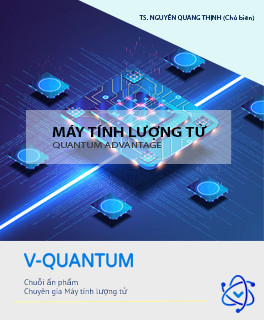 TS. NGUYỄN QUANG THỊNH (Chủ biên)
MÁY TÍNH LƯỢNG TỬ
QUANTUM ADVANTAGE
V-QUANTUM
Chuỗi ấn phẩm
Chuyên gia Máy tính lượng tử